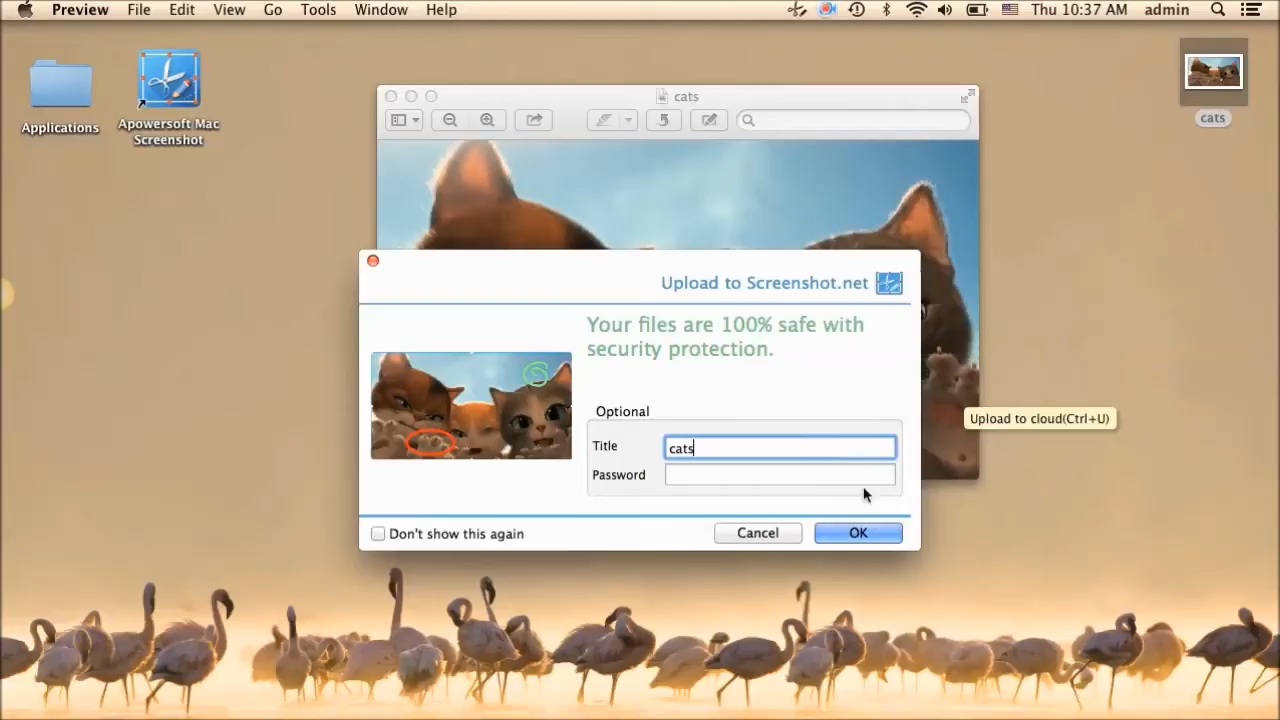 Preview File Edit View Go Tools Window Help Thu 10:37 AM admin
Applications
Apowersoft Mac
Screenshot
cats
cats
Upload to Screenshot.net
Your files are 100% safe with
security protection.
Optional
Title cats
Password
Upload to cloud(Ctrl+U)
Don't show this again Cancel OK